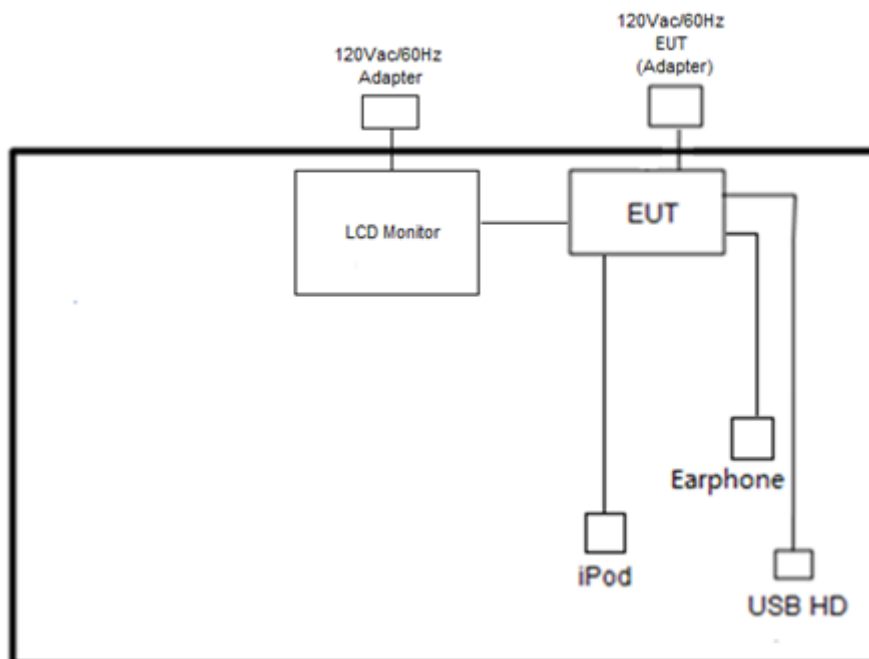 120Vac/60Hz
Adapter
120Vac/60Hz
EUT
(Adapter)
LCD Monitor
EUT
Earphone
iPod
USB HD